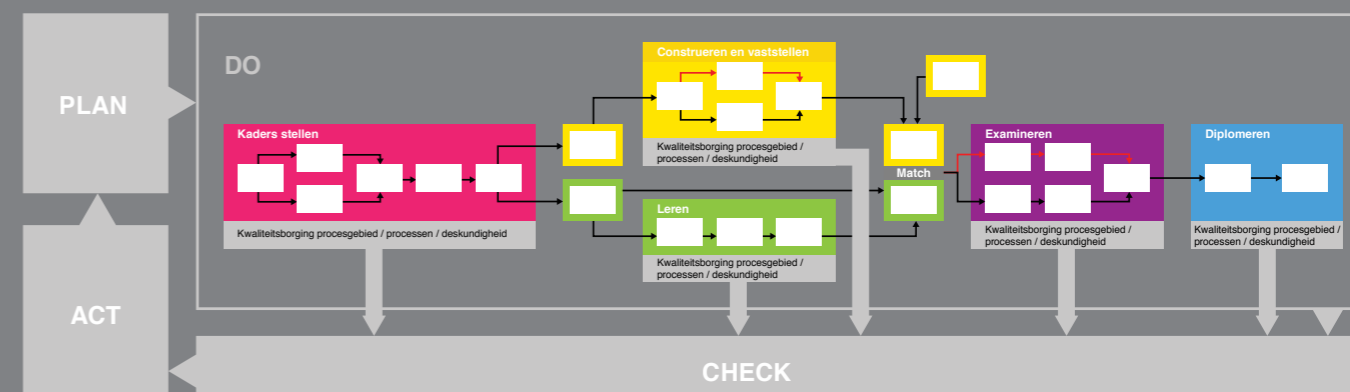 PLAN
ACT
DO
Kaders stellen
Kwaliteitsborging procesgebied / processen / deskundigheid
Construeren en vaststellen
Kwaliteitsborging procesgebied /
processen / deskundigheid
Leren
Kwaliteitsborging procesgebied /
processen / deskundigheid
Match
Examineren
Kwaliteitsborging procesgebied /
processen / deskundigheid
Diplomeren
Kwaliteitsborging procesgebied /
processen / deskundigheid
CHECK